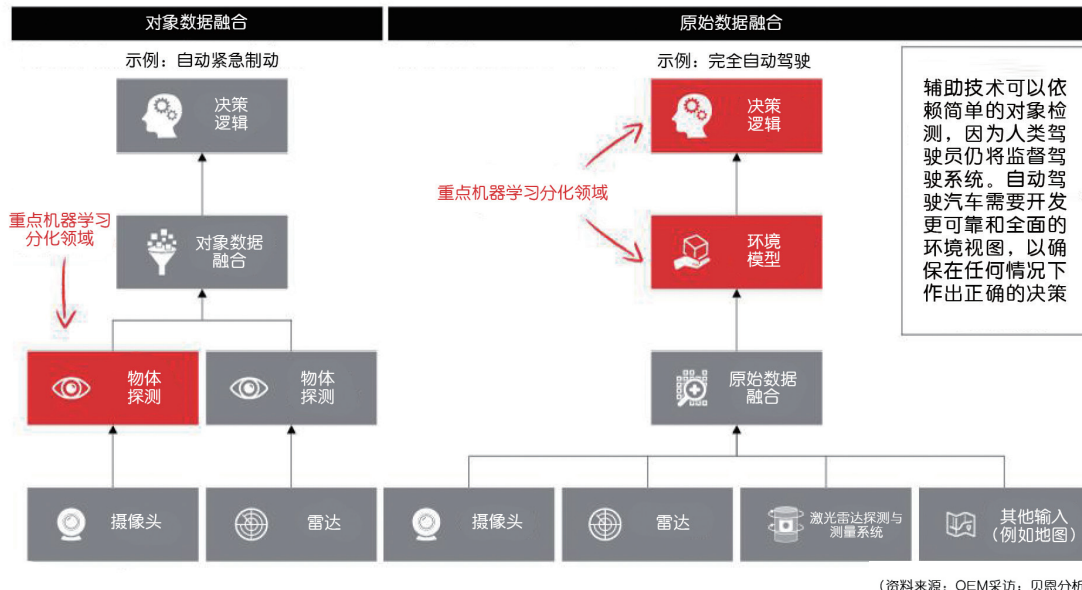 对象数据融合
原始数据融合
示例：自动紧急制动
决策
逻辑
重点机器学习
分化领域
对象数据
融合
物体
探测
物体
探测
摄像头
雷达
示例：完全自动驾驶
决策
逻辑
重点机器学习分化领域
环境
模型
原始数据
融合
摄像头
雷达
激光雷达探测与
测量系统
其他输入
（例如地图）
辅助技术可以依
赖简单的对象检
测，因为人类驾
驶员仍将监督驾
驶系统。自动驾
驶汽车需要开发
更可靠和全面的
环境视图，以确
保在任何情况下
作出正确的决策
（资料来源：OEM采访；贝恩分析